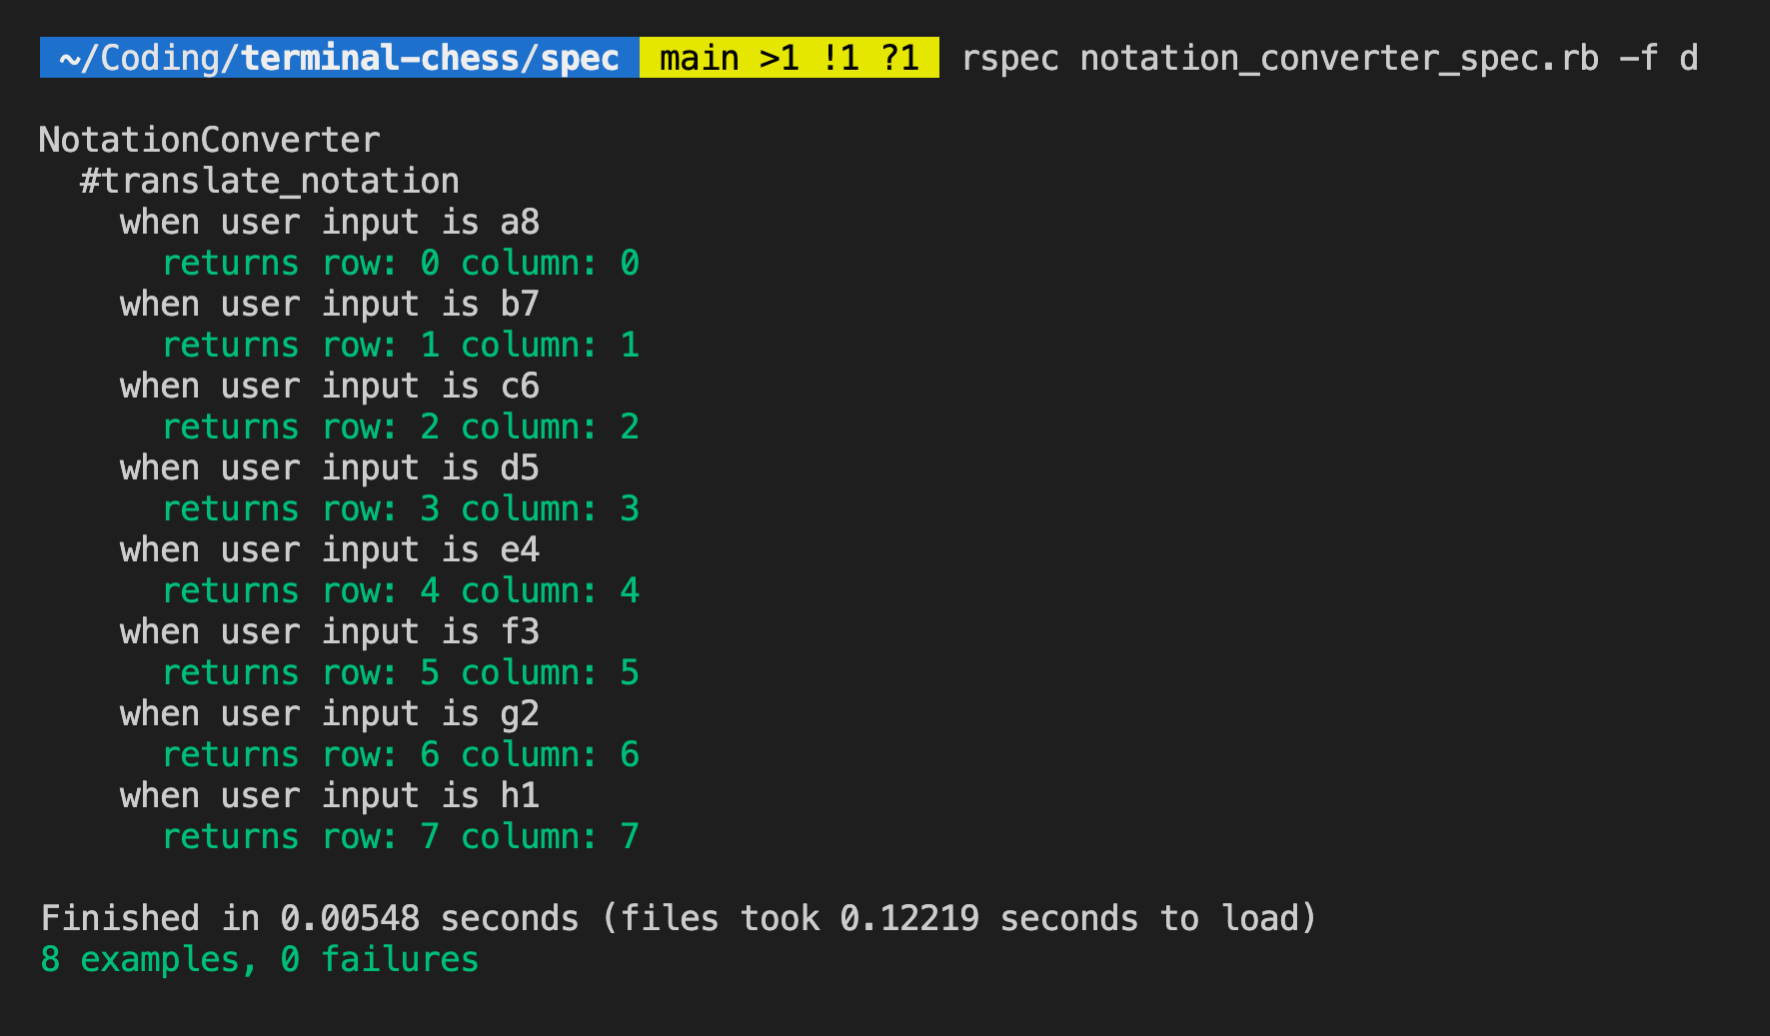 ~/Coding/terminal-chess/spec main >1 !1 ?1 rspec notation_converter_spec.rb -f d
NotationConverter
#translate_notation
when user input is a8
returns row: 0 column: 0
when user input is b7
returns row: 1 column: 1
when user input is c6
returns row: 2 column: 2
when user input is d5
returns row: 3 column: 3
when user input is e4
returns row: 4 column: 4
when user input is f3
returns row: 5 column: 5
when user input is g2
returns row: 6 column: 6
when user input is h1
returns row: 7 column: 7
Finished in 0.00548 seconds (files took 0.12219 seconds to load)
8 examples, 0 failures